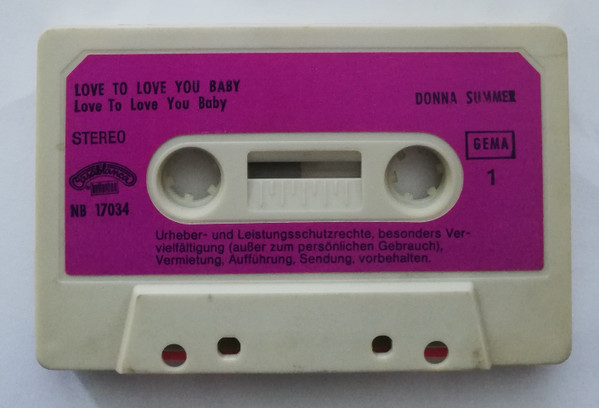 LOVE TO LOVE YOU BABY
Love To Love You Baby
DONNA SUMMER
STEREO
GEMA
1
NB 17034
Urheber- und Leistungsschutzrechte, besonders Ver-
vielfältigung (außer zum persönlichen Gebrauch),
Vermietung, Aufführung, Sendung, vorbehalten.